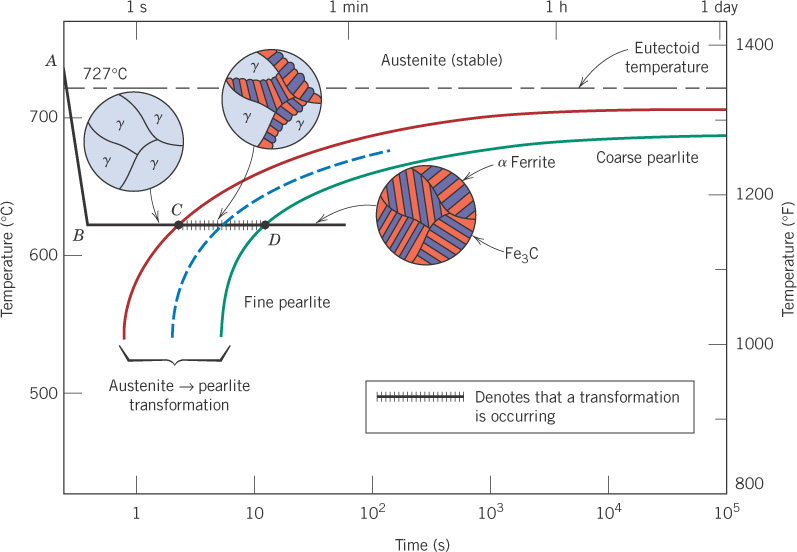 1 s
1 min
1 h
1 day
A
727°C
Austenite (stable)
Eutectoid
temperature
1400
700
γ
γ
γ
γ
γ
γ
γ
γ
Coarse pearlite
α Ferrite
1200
Temperature (°C)
Temperature (°F)
C
B
D
600
Fe₃C
Fine pearlite
1000
Austenite → pearlite
transformation
500
Denotes that a transformation
is occurring
800
1
10
10²
10³
10⁴
10⁵
Time (s)